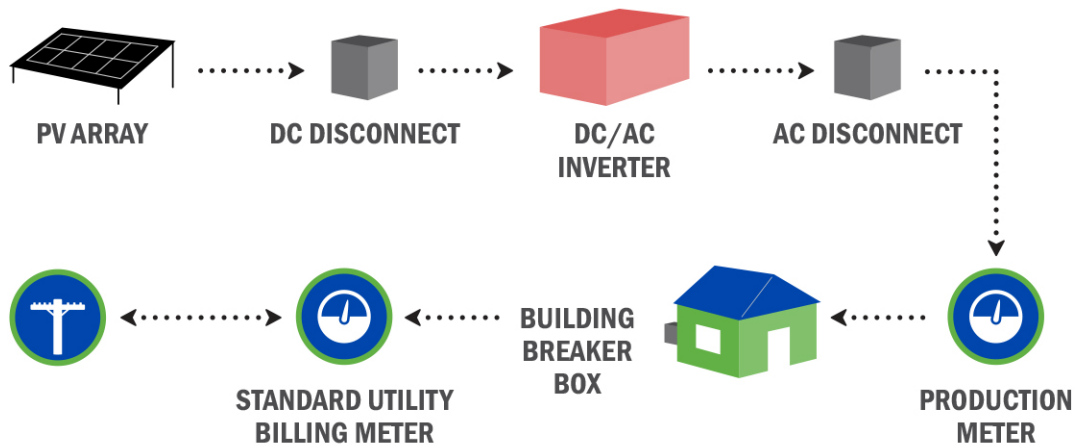 PV ARRAY
DC DISCONNECT
DC/AC
INVERTER
AC DISCONNECT
BUILDING
BREAKER
BOX
STANDARD UTILITY
BILLING METER
PRODUCTION
METER